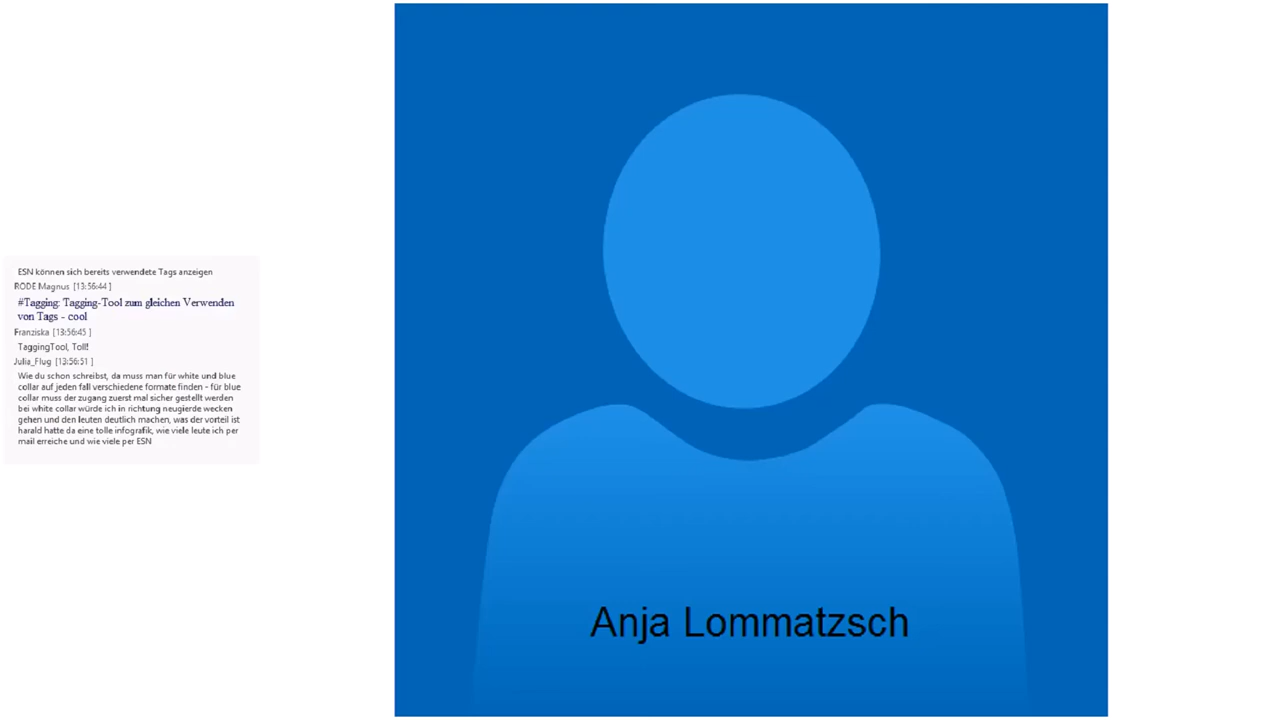 ESN können sich bereits verwendete Tags anzeigen
RODE Magnus [13:56:44 ]
#Tagging: Tagging-Tool zum gleichen Verwenden
von Tags - cool
Franziska [13:56:45 ]
TaggingTool, Toll!
Julia_Flug [13:56:51 ]
Wie du schon schreibst, da muss man für white und blue
collar auf jeden fall verschiedene formate finden - für blue
collar muss der zugang zuerst mal sicher gestellt werden
bei white collar würde ich in richtung neugierde wecken
gehen und den leuten deutlich machen, was der vorteil ist
harald hatte da eine tolle infografik, wie viele leute ich per
mail erreiche und wie viele per ESN
Anja Lommatzsch